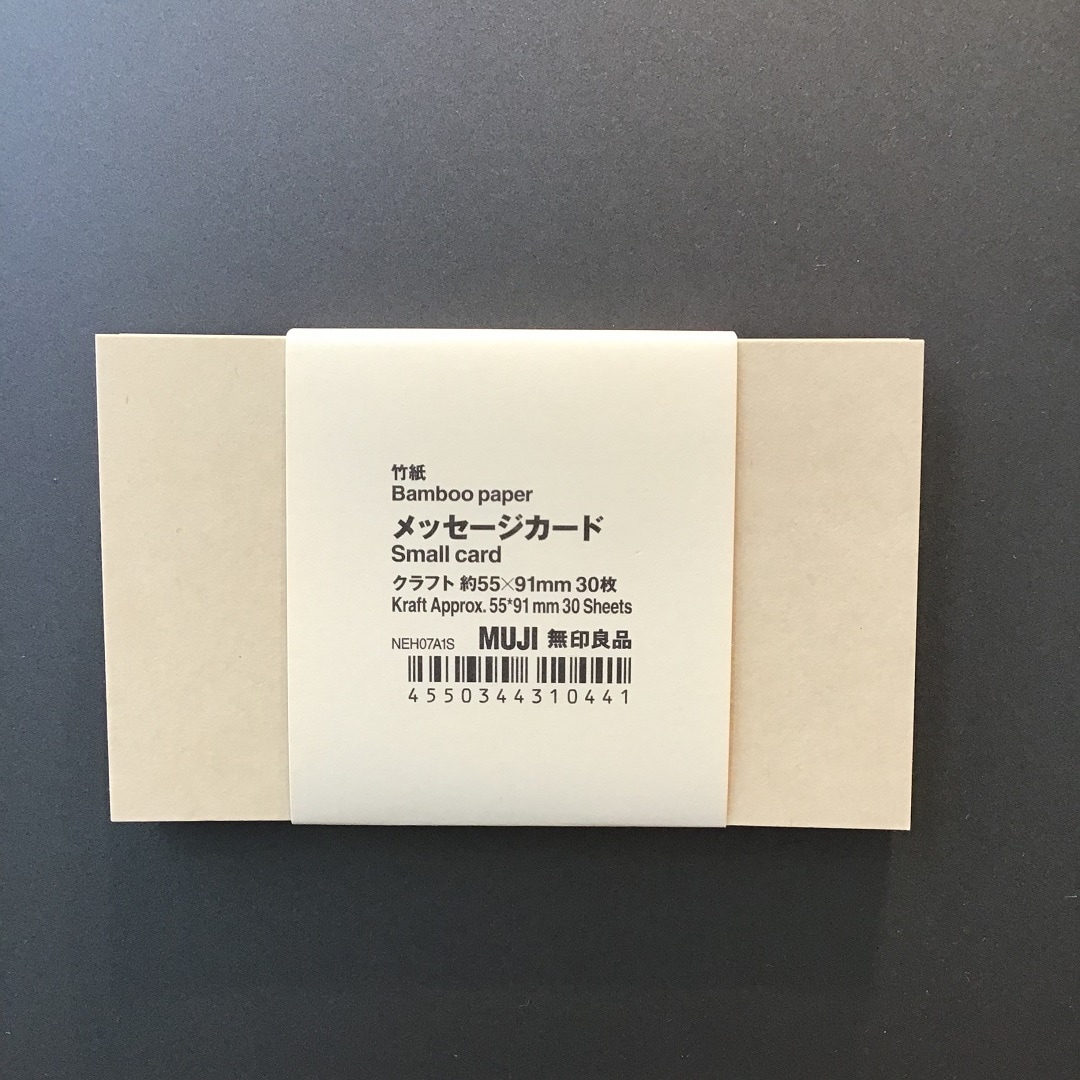 竹紙
Bamboo paper
メッセージカード
Small card
クラフト 約55×91mm 30枚
Kraft Approx. 55*91 mm 30 Sheets
NEH07A1S MUJI 無印良品
4550344310441